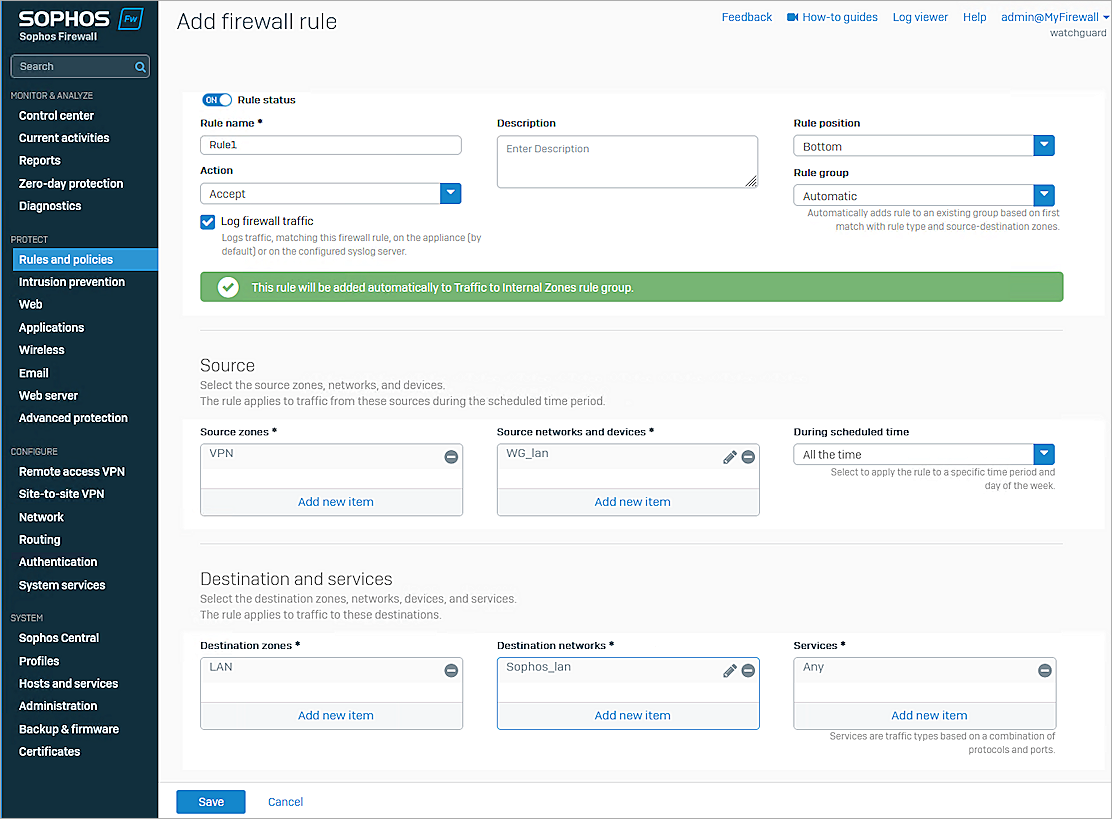 SOPHOS Fw
Sophos Firewall
Search
MONITOR & ANALYZE
Control center
Current activities
Reports
Zero-day protection
Diagnostics
PROTECT
Rules and policies
Intrusion prevention
Web
Applications
Wireless
Email
Web server
Advanced protection
CONFIGURE
Remote access VPN
Site-to-site VPN
Network
Routing
Authentication
System services
SYSTEM
Sophos Central
Profiles
Hosts and services
Administration
Backup & firmware
Certificates
Add firewall rule
Feedback How-to guides Log viewer Help admin@MyFirewall
watchguard
ON Rule status
Rule name *
Rule1
Action
Accept
Log firewall traffic
Logs traffic, matching this firewall rule, on the appliance (by
default) or on the configured syslog server.
Description
Enter Description
Rule position
Bottom
Rule group
Automatic
Automatically adds rule to an existing group based on first
match with rule type and source-destination zones.
This rule will be added automatically to Traffic to Internal Zones rule group.
Source
Select the source zones, networks, and devices.
The rule applies to traffic from these sources during the scheduled time period.
Source zones *
VPN
Add new item
Source networks and devices *
WG_lan
Add new item
During scheduled time
All the time
Select to apply the rule to a specific time period and
day of the week.
Destination and services
Select the destination zones, networks, devices, and services.
The rule applies to traffic to these destinations.
Destination zones *
LAN
Add new item
Destination networks *
Sophos_lan
Add new item
Services *
Any
Add new item
Services are traffic types based on a combination of
protocols and ports.
Save Cancel